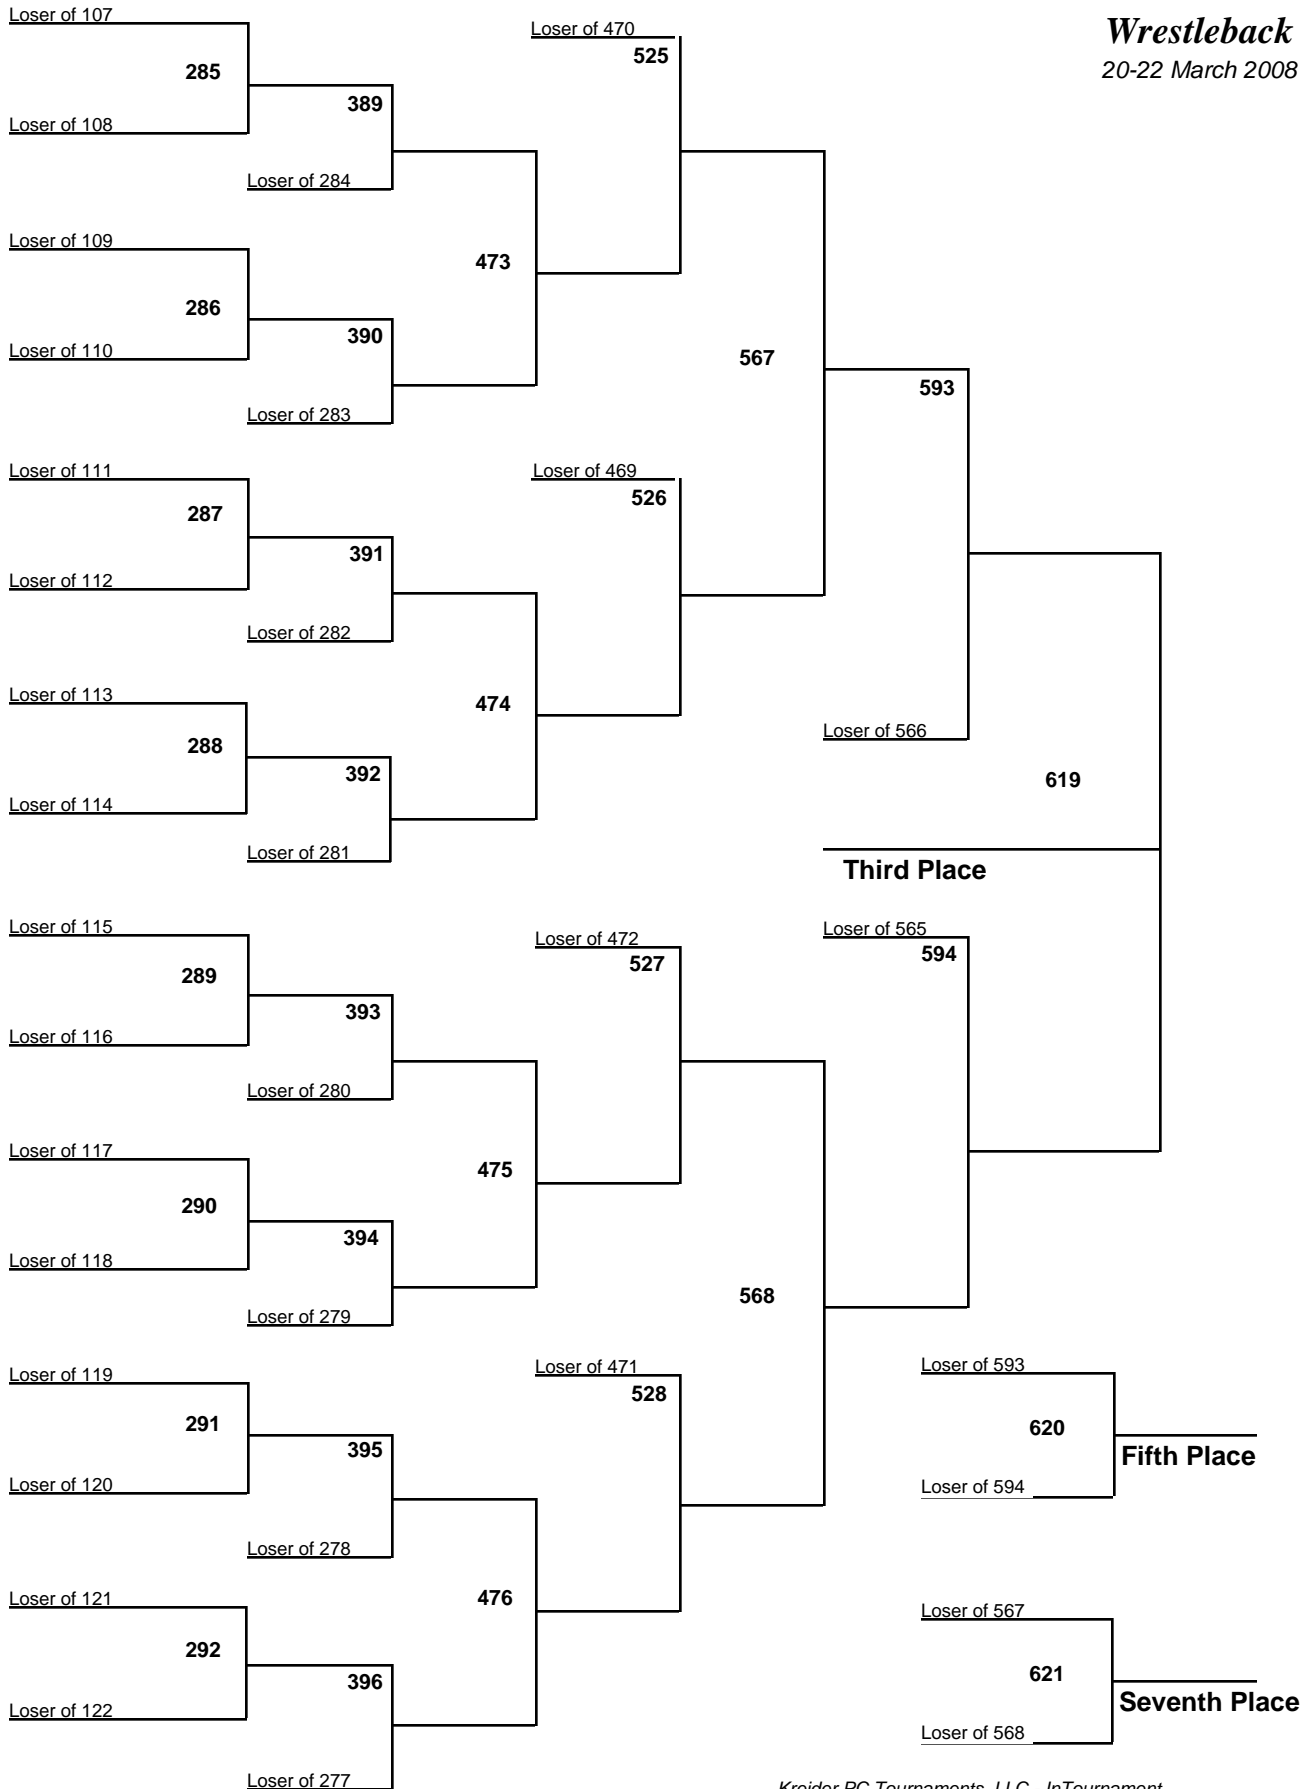 Wrestleback
20-22 March 2008
Loser of 107
285
Loser of 108
389
Loser of 284
Loser of 109
286
Loser of 110
390
Loser of 283
473
Loser of 470
525
Loser of 111
287
Loser of 112
391
Loser of 282
Loser of 113
288
Loser of 114
392
Loser of 281
474
Loser of 469
526
567
593
Loser of 566
619
Third Place
Loser of 115
289
Loser of 116
393
Loser of 280
Loser of 117
290
Loser of 118
394
Loser of 279
475
Loser of 472
527
Loser of 565
594
Loser of 119
291
Loser of 120
395
Loser of 278
Loser of 121
292
Loser of 122
396
Loser of 277
476
Loser of 471
528
568
Loser of 593
620
Loser of 594
Fifth Place
Loser of 567
621
Loser of 568
Seventh Place
Kreider PC Tournaments, LLC - InTournament